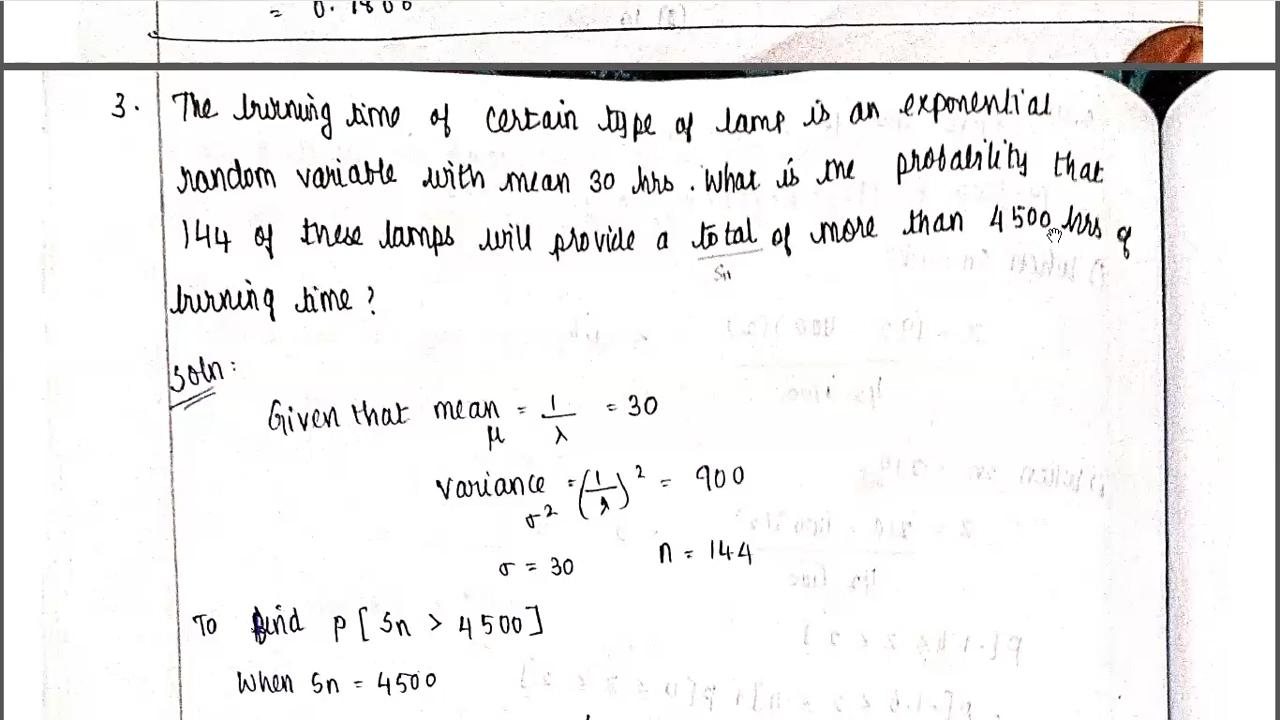 = 0.1800
3. The burning time of certain type of lamp is an exponential
random variable with mean 30 hrs. What is the probability that
144 of these lamps will provide a total of more than 4500 hrs of
Sn
burning time?
Soln:
Given that mean = 1/λ = 30
μ
variance = (1/λ)² = 900
σ²
σ = 30 n = 144
To find P[Sn > 4500]
When Sn = 4500